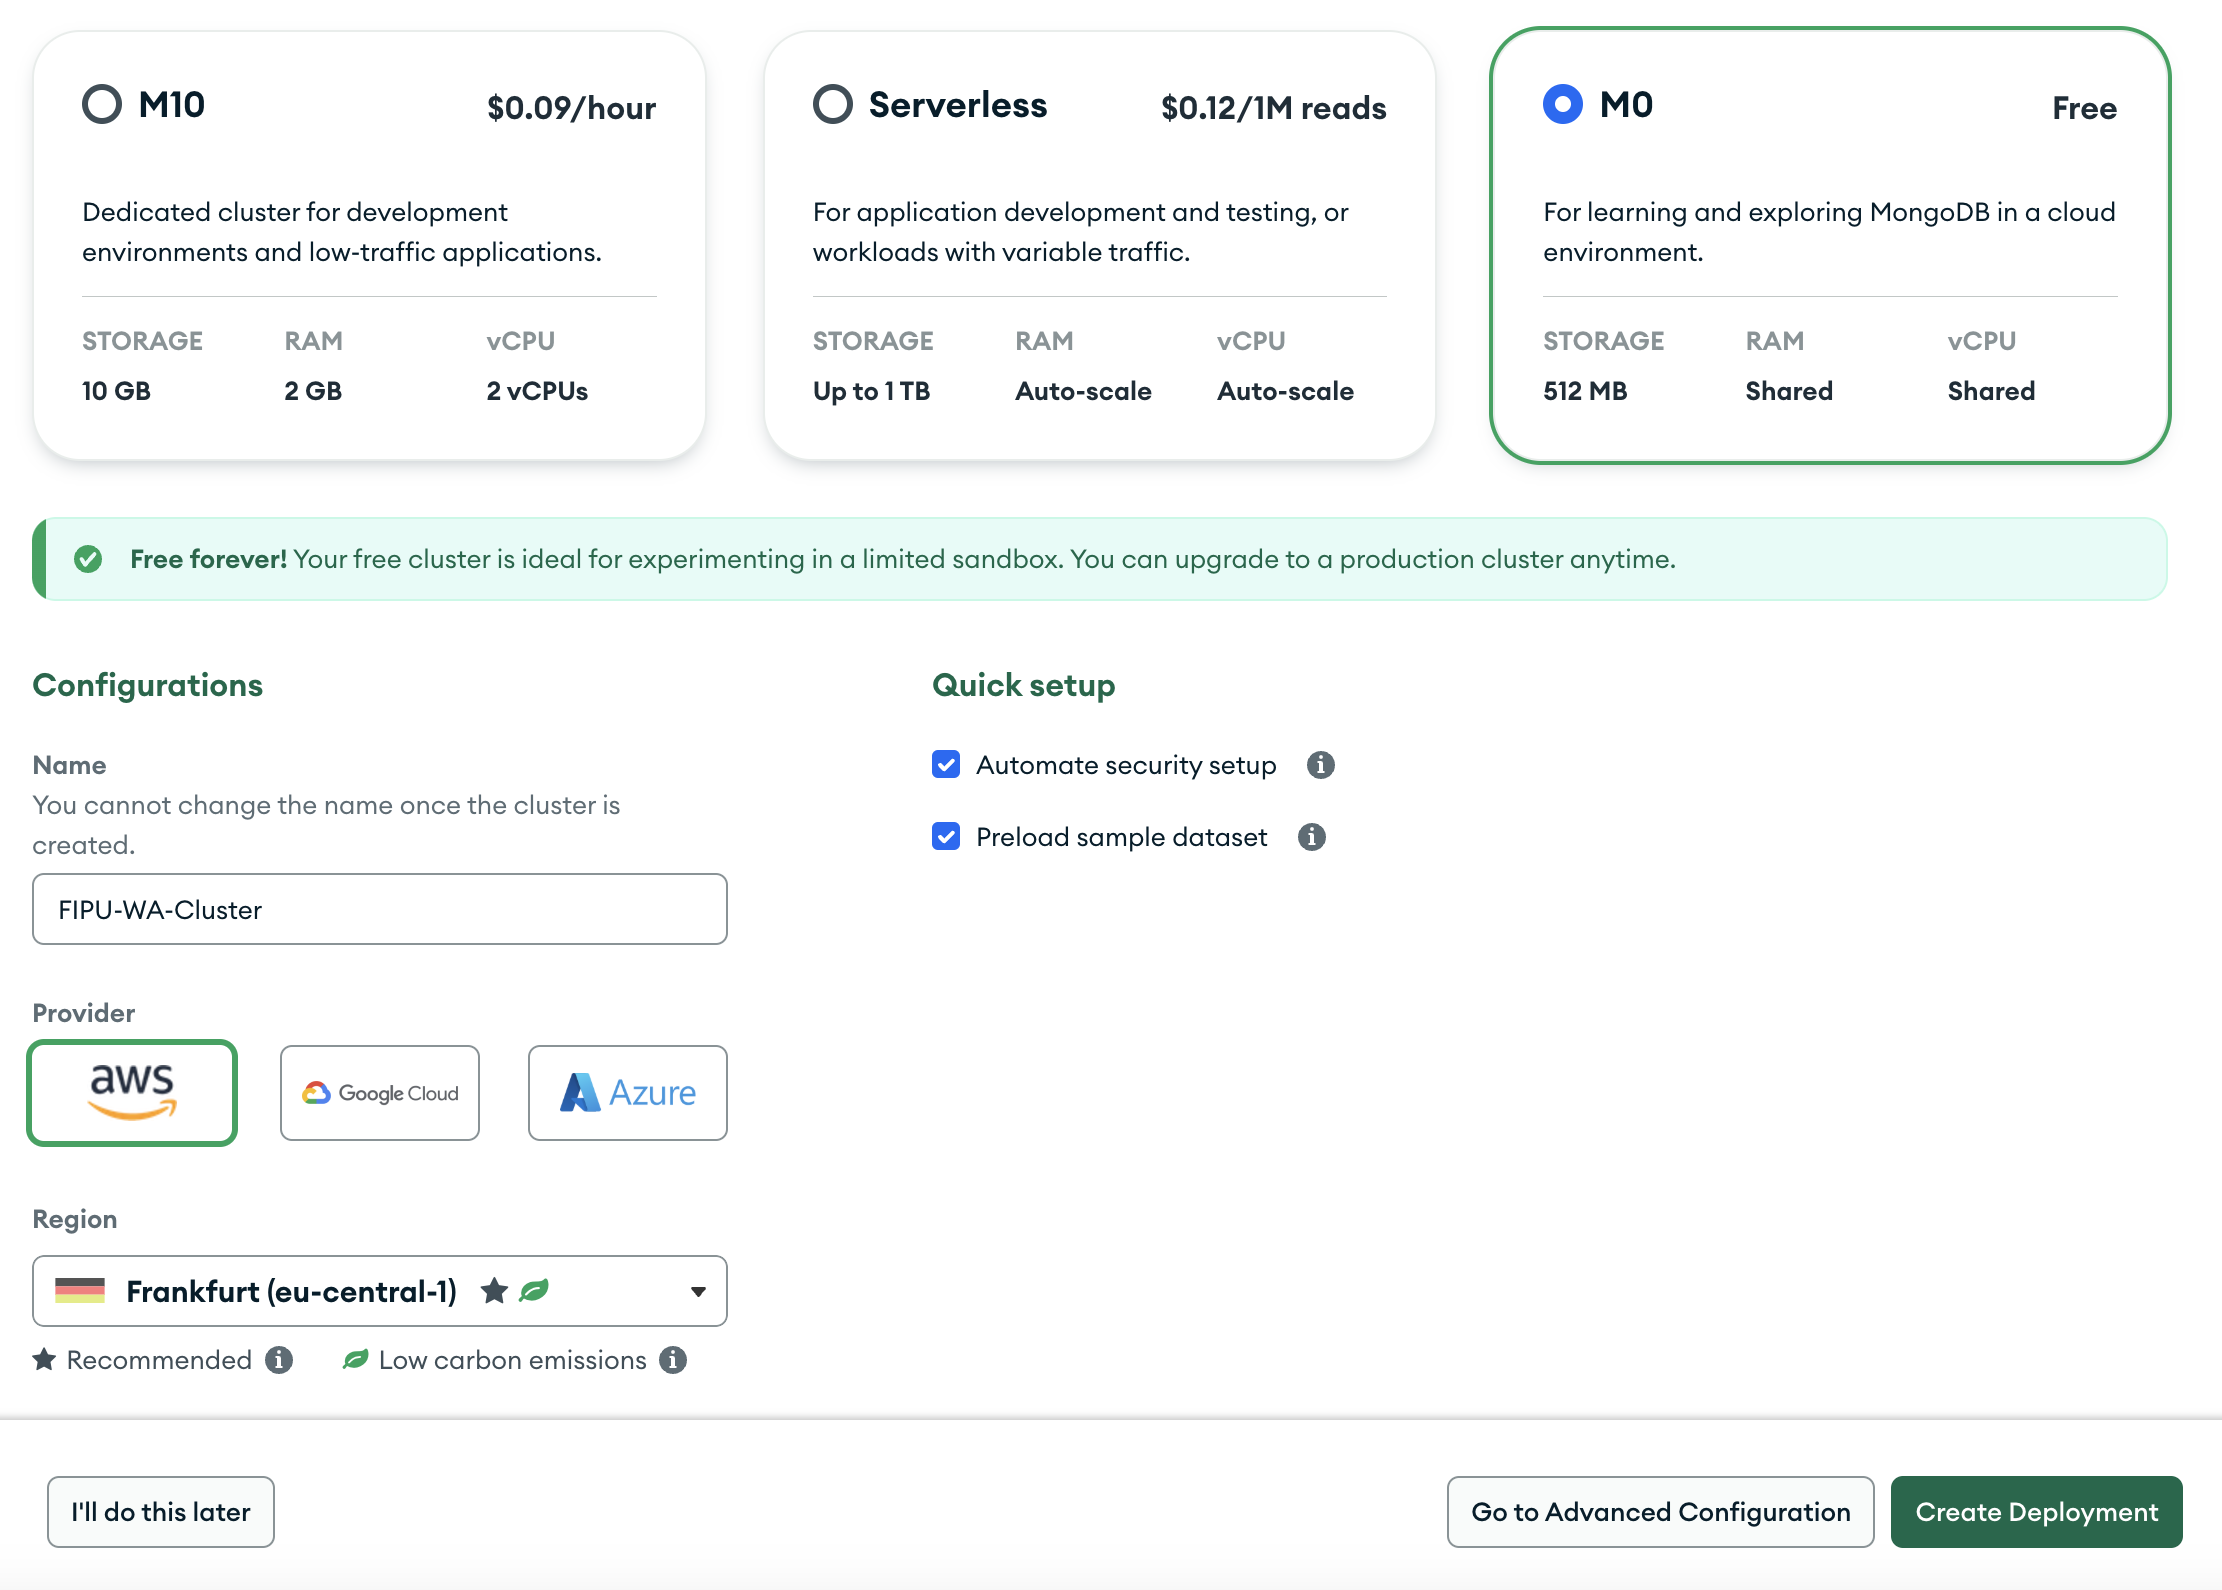 M10 $0.09/hour
Dedicated cluster for development
environments and low-traffic applications.
STORAGE RAM vCPU
10 GB 2 GB 2 vCPUs
Serverless $0.12/1M reads
For application development and testing, or
workloads with variable traffic.
STORAGE RAM vCPU
Up to 1 TB Auto-scale Auto-scale
M0 Free
For learning and exploring MongoDB in a cloud
environment.
STORAGE RAM vCPU
512 MB Shared Shared
Free forever! Your free cluster is ideal for experimenting in a limited sandbox. You can upgrade to a production cluster anytime.
Configurations
Name
You cannot change the name once the cluster is
created.
FIPU-WA-Cluster
Provider
aws Google Cloud Azure
Region
Frankfurt (eu-central-1)
Recommended Low carbon emissions
Quick setup
Automate security setup
Preload sample dataset
I'll do this later Go to Advanced Configuration Create Deployment